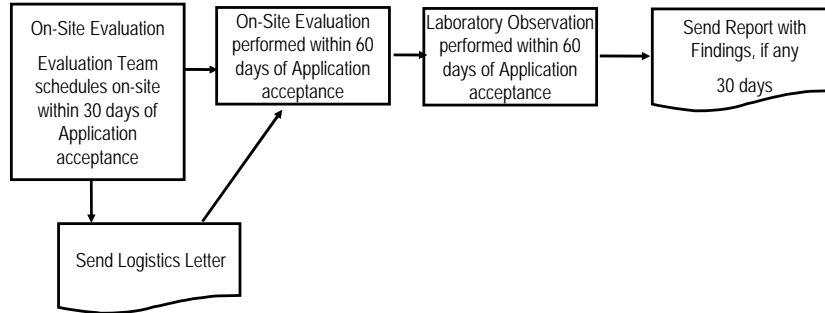 On-Site Evaluation
Evaluation Team
schedules on-site
within 30 days of
Application
acceptance
On-Site Evaluation
performed within 60
days of Application
acceptance
Laboratory Observation
performed within 60
days of Application
acceptance
Send Report with
Findings, if any
30 days
Send Logistics Letter